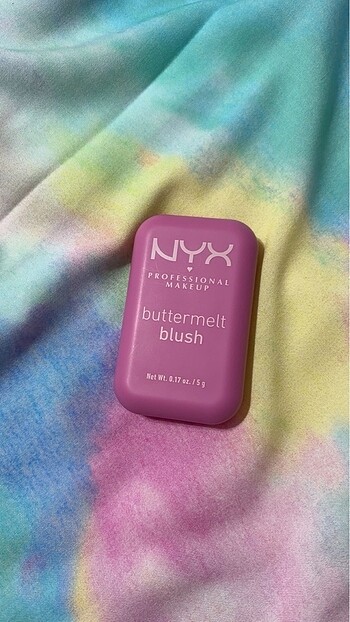 NYX
PROFESSIONAL
MAKEUP
buttermelt
blush
Net Wt. 0.17 oz. / 5 g